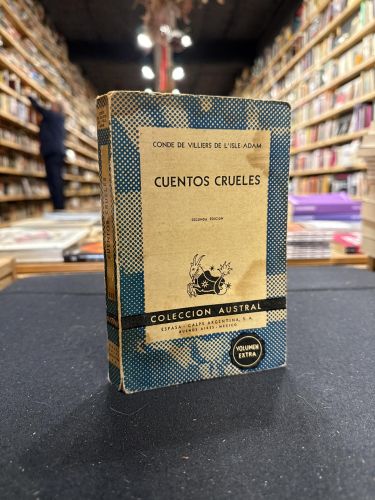 CONDE DE VILLIERS DE L'ISLE-ADAM
CUENTOS CRUELES
SEGUNDA EDICION
COLECCION AUSTRAL
ESPASA-CALPE ARGENTINA, S. A.
BUENOS AIRES-MEXICO
VOLUMEN
EXTRA